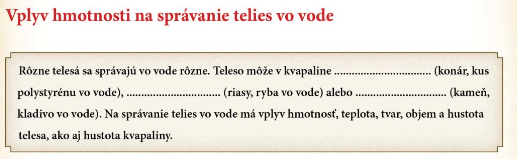 Vplyv hmotnosti na správanie telies vo vode
Rôzne telesá sa správajú vo vode rôzne. Teleso môže v kvapaline ................................. (konár, kus
polystyrénu vo vode), ................................ (riasy, ryba vo vode) alebo ............................... (kameň,
kladivo vo vode). Na správanie telies vo vode má vplyv hmotnosť, teplota, tvar, objem a hustota
telesa, ako aj hustota kvapaliny.